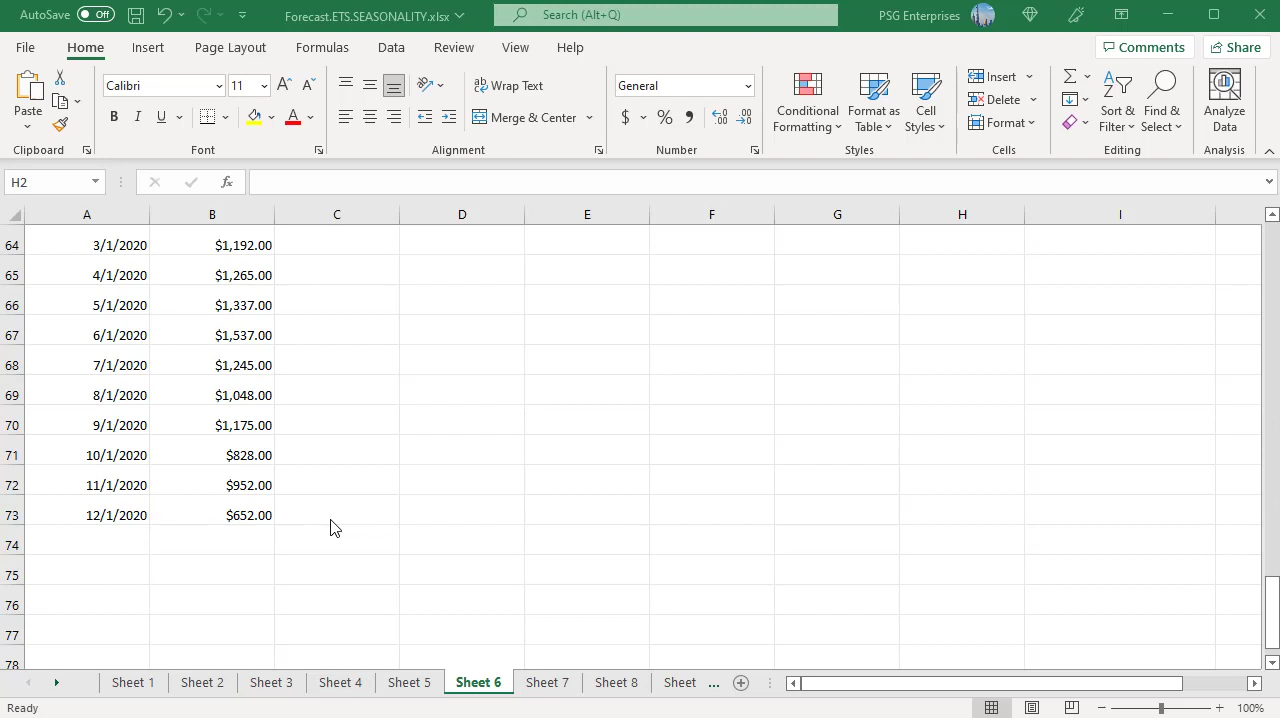 AutoSave Off Forecast.ETS.SEASONALITY.xlsx Search (Alt+Q) PSG Enterprises
File Home Insert Page Layout Formulas Data Review View Help Comments Share
Calibri 11 A A ab Wrap Text General Insert Σ
Paste B I U A Merge & Center $ % Conditional Formatting Format as Table Cell Styles Delete Format Sort & Filter Find & Select Analyze Data
Clipboard Font Alignment Number Styles Cells Editing Analysis
H2 fx
A B C D E F G H I
64 3/1/2020 $1,192.00
65 4/1/2020 $1,265.00
66 5/1/2020 $1,337.00
67 6/1/2020 $1,537.00
68 7/1/2020 $1,245.00
69 8/1/2020 $1,048.00
70 9/1/2020 $1,175.00
71 10/1/2020 $828.00
72 11/1/2020 $952.00
73 12/1/2020 $652.00
74
75
76
77
78
Sheet 1 Sheet 2 Sheet 3 Sheet 4 Sheet 5 Sheet 6 Sheet 7 Sheet 8 Sheet ...
Ready 100%